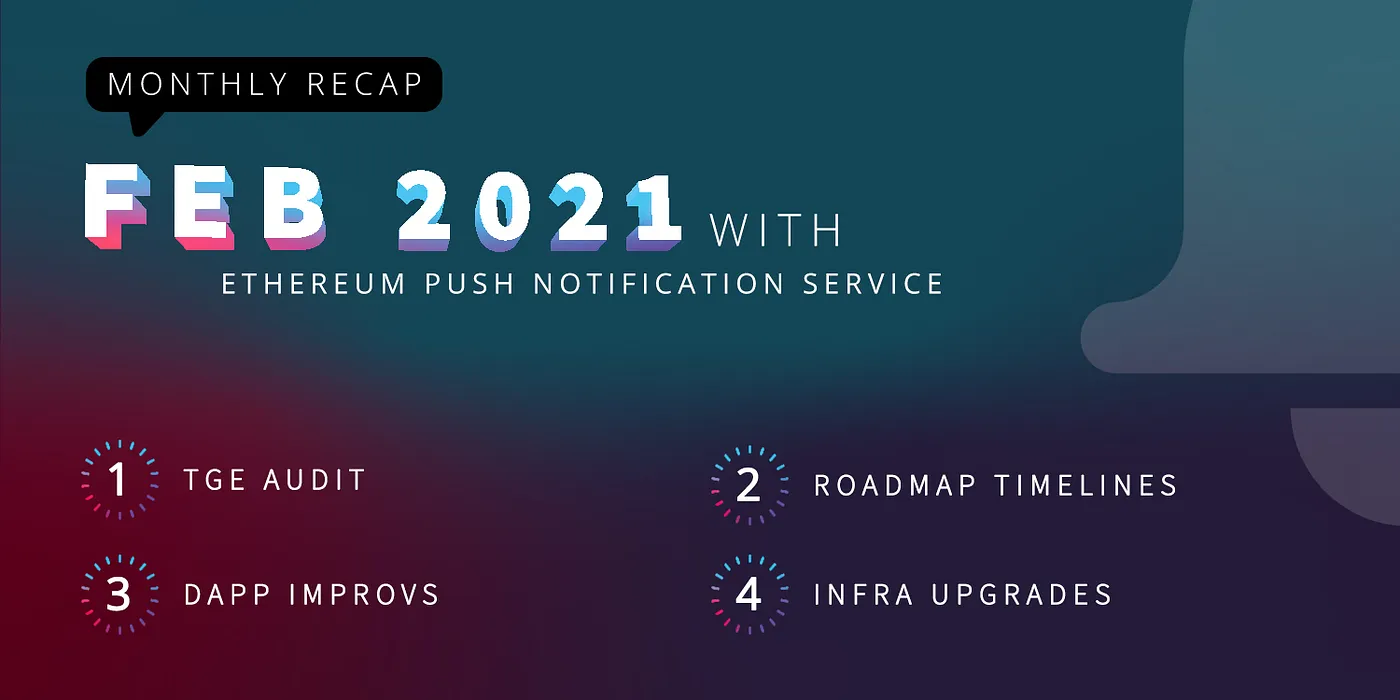 MONTHLY RECAP
FEB 2021 WITH
ETHEREUM PUSH NOTIFICATION SERVICE
1 TGE AUDIT
2 ROADMAP TIMELINES
3 DAPP IMPROVS
4 INFRA UPGRADES